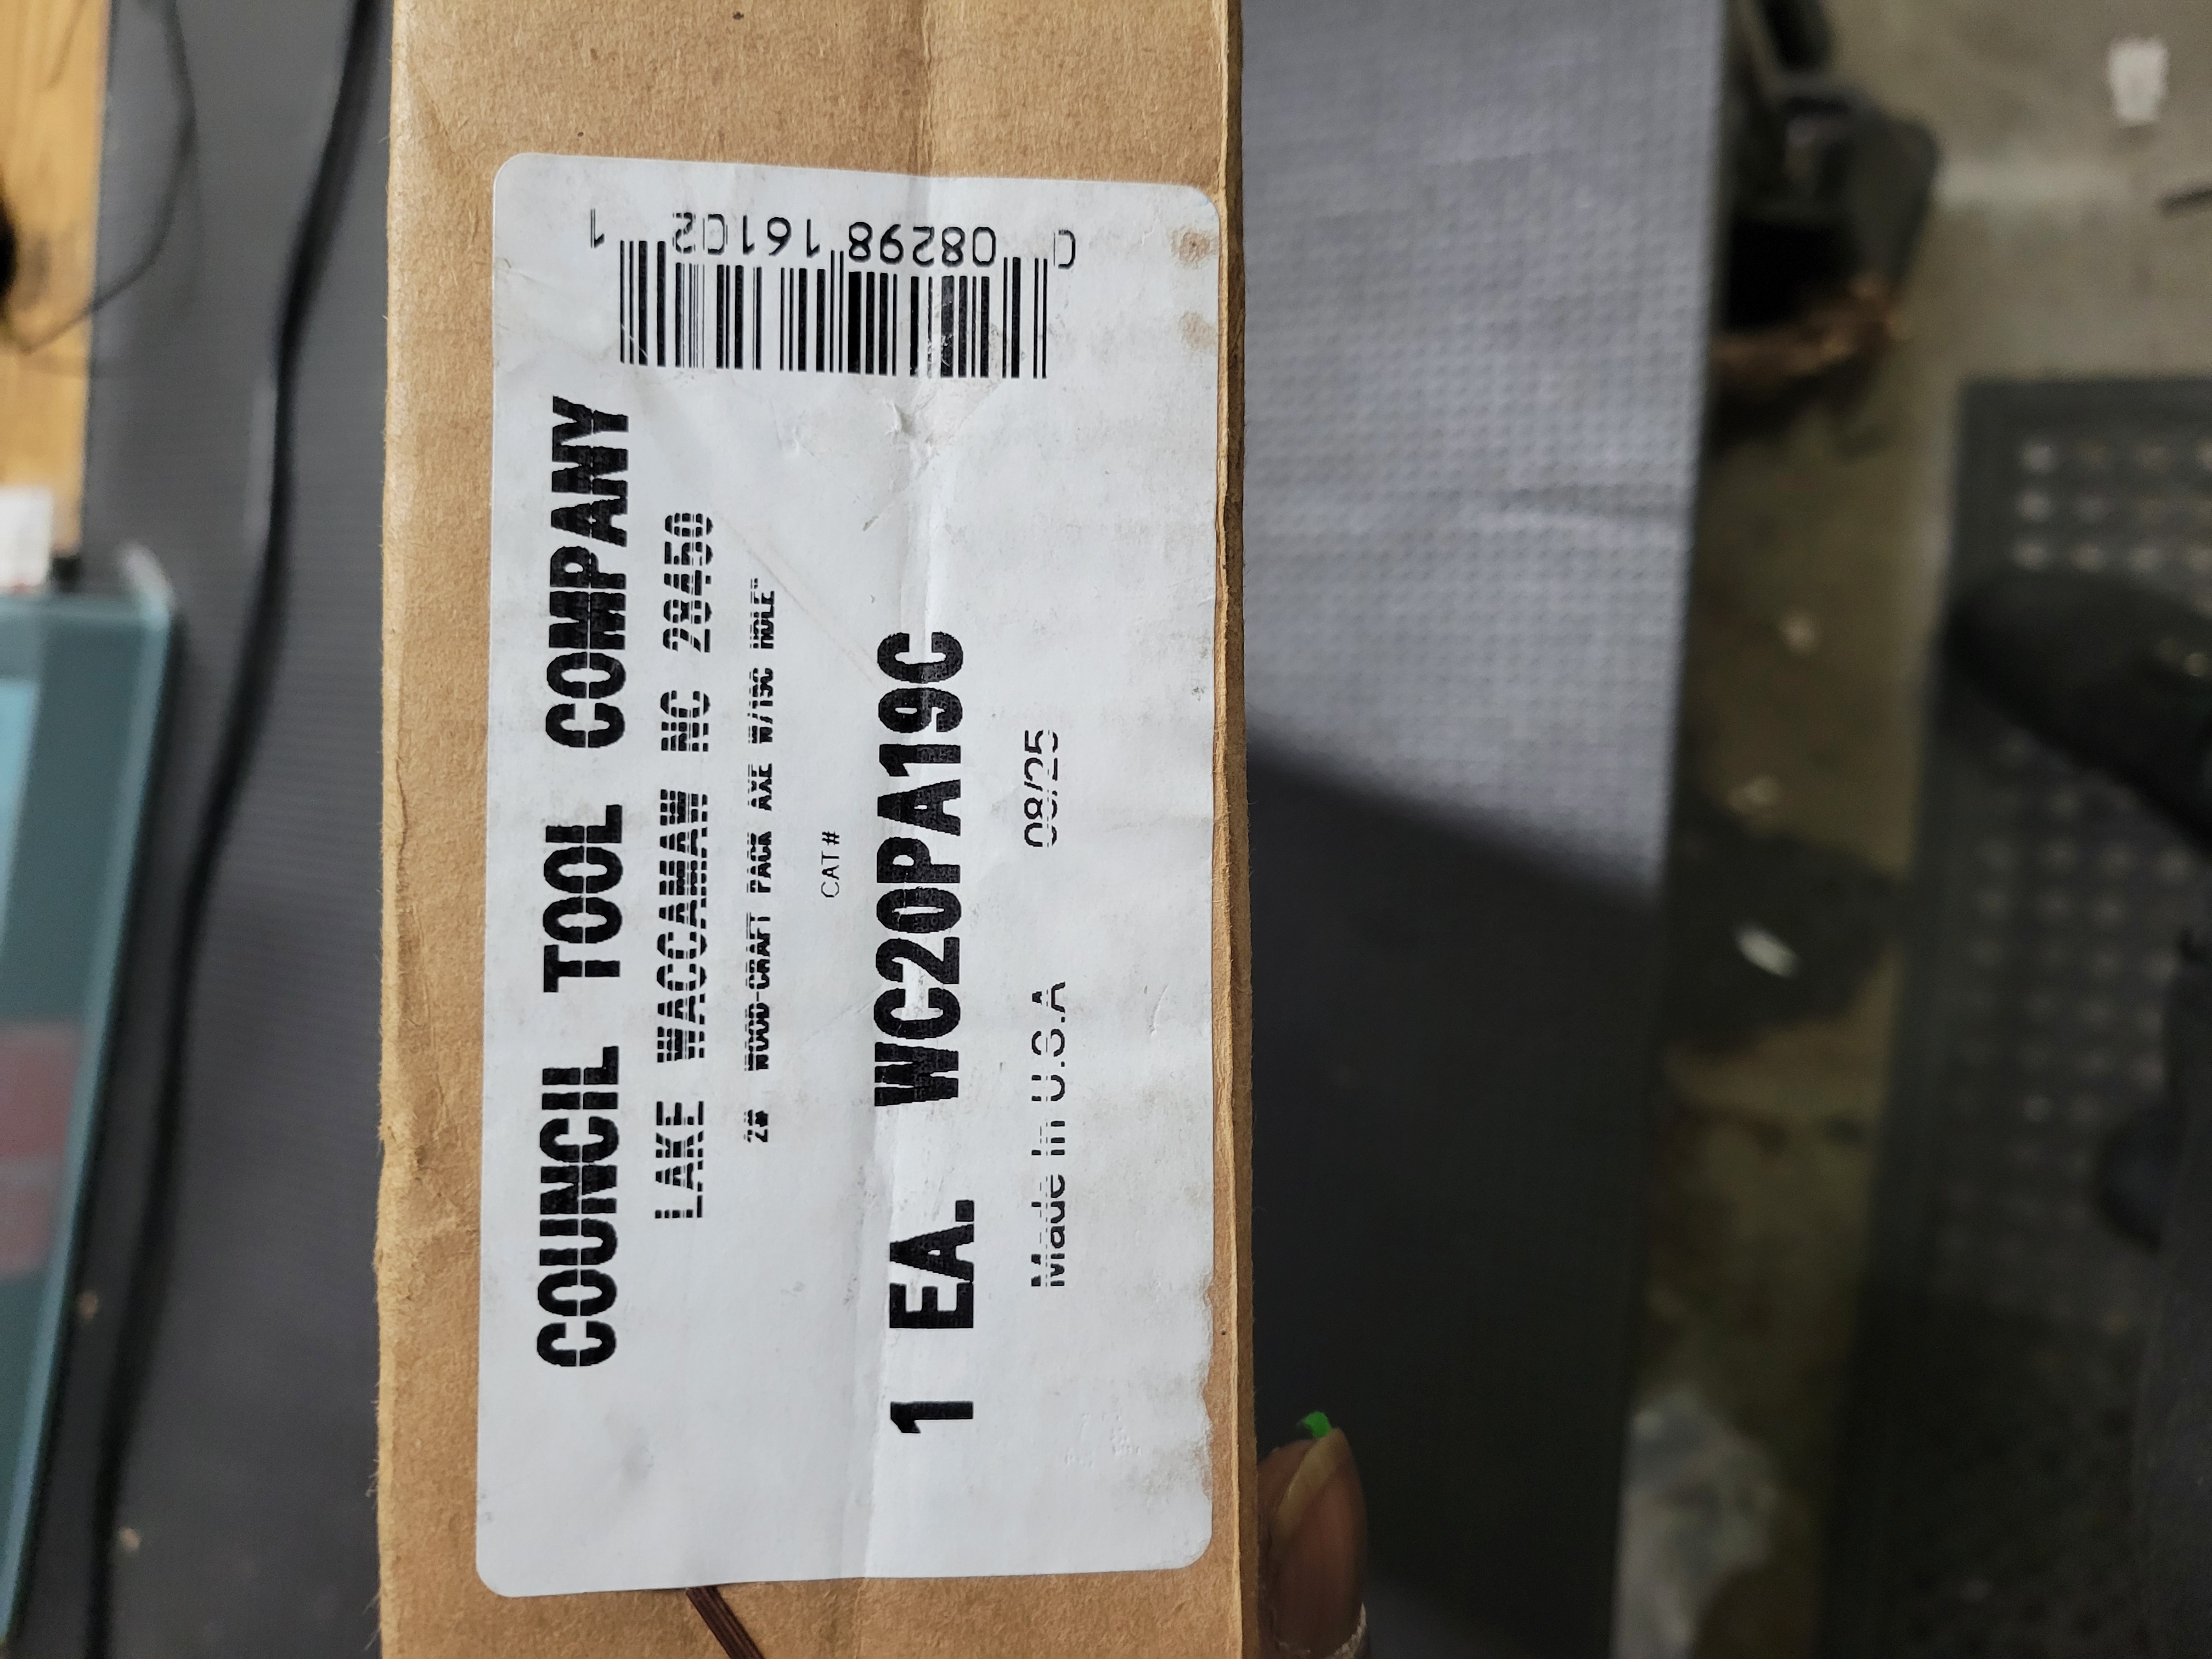 COUNCIL TOOL COMPANY
LAKE WACCAMAW NC 28450
2# WOOD-CRAFT PACK AXE W/19C HDLE"
CAT#
1 EA. WC20PA19C
Made In U.S.A 08/25
0 08298 16102 1